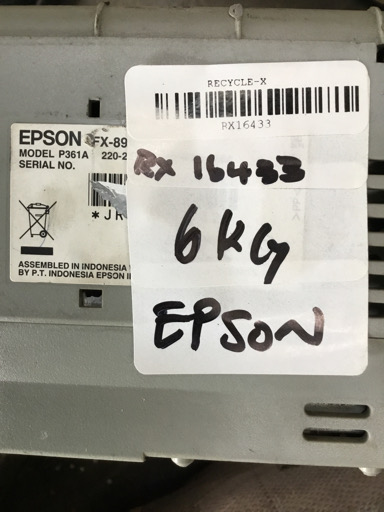 RECYCLE-X
RX16433
RX 16433
6KG
EPSON
EPSON FX-89
MODEL P361A 220-2
SERIAL NO.
*JR
ASSEMBLED IN INDONESIA
BY P.T. INDONESIA EPSON